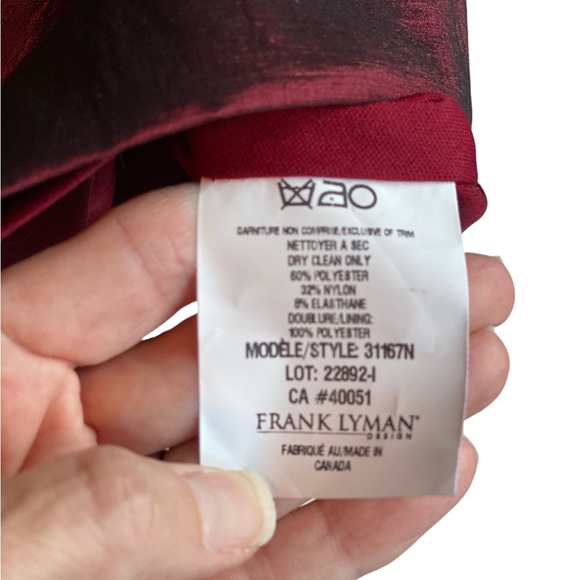 GARNITURE NON COMPRISE/EXCLUSIVE OF TRIM
NETTOYER A SEC
DRY CLEAN ONLY
60% POLYESTER
32% NYLON
8% ELASTHANE
DOUBLURE/LINING:
100% POLYESTER
MODÈLE/STYLE: 31167N
LOT: 22892-I
CA #40051
FRANK LYMAN™
DESIGN
FABRIQUÉ AU/MADE IN
CANADA